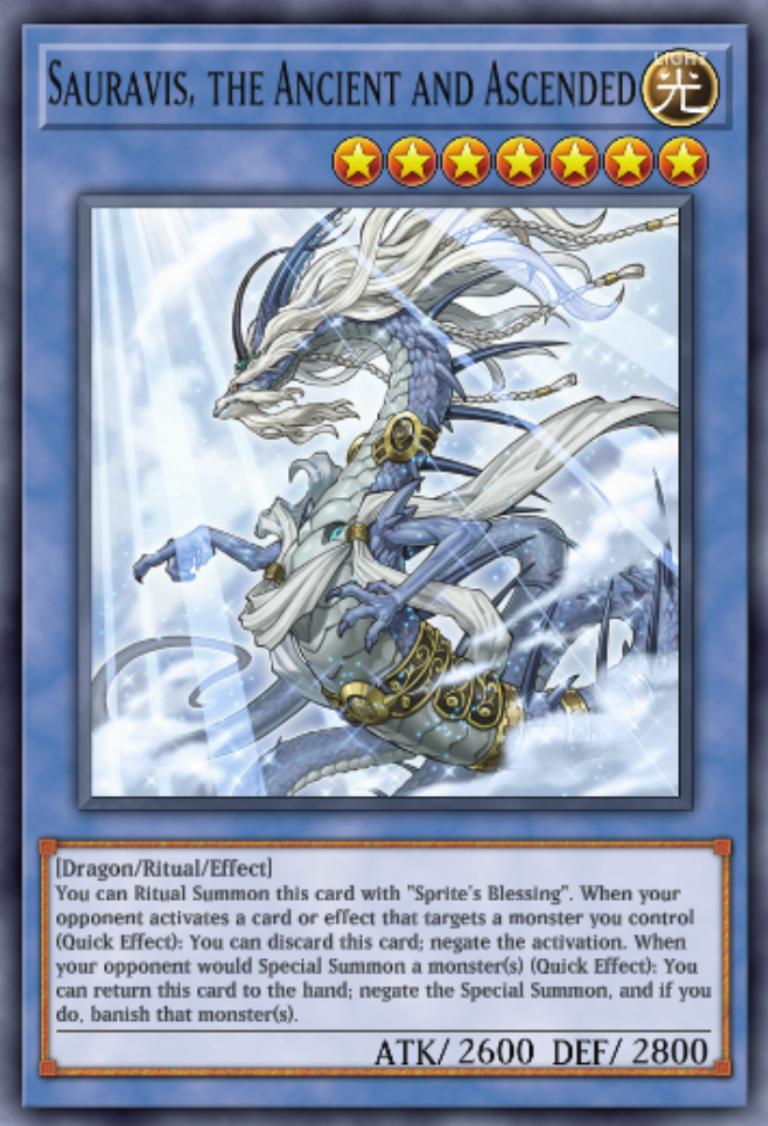 SAURAVIS, THE ANCIENT AND ASCENDED
LIGHT
光
[Dragon/Ritual/Effect]
You can Ritual Summon this card with "Sprite's Blessing". When your
opponent activates a card or effect that targets a monster you control
(Quick Effect): You can discard this card; negate the activation. When
your opponent would Special Summon a monster(s) (Quick Effect): You
can return this card to the hand; negate the Special Summon, and if you
do, banish that monster(s).
ATK/ 2600 DEF/ 2800